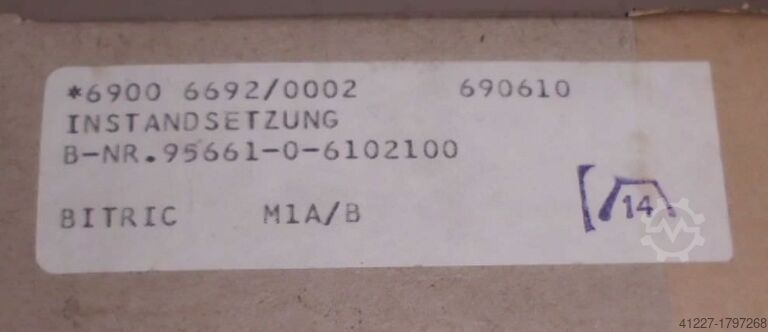 *6900 6692/0002 690610
INSTANDSETZUNG
B-NR.95661-0-6102100
BITRIC M1A/B
14
41227-1797268